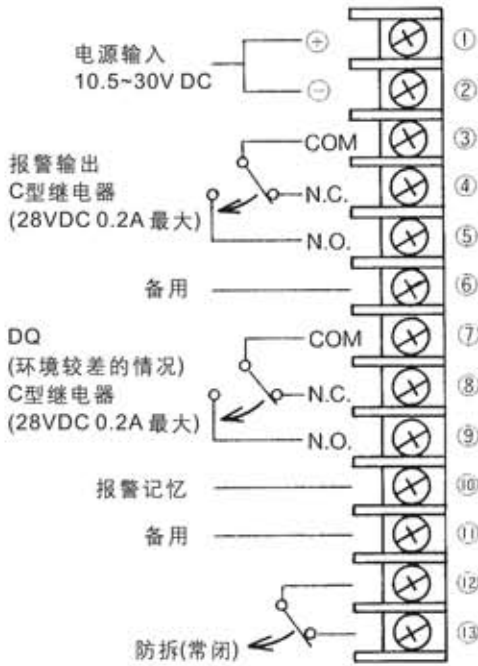 电源输入
10.5~30V DC
⊕
⊖
①
②
报警输出
C型继电器
(28VDC 0.2A 最大)
COM
N.C.
N.O.
③
④
⑤
备用
⑥
DQ
(环境较差的情况)
C型继电器
(28VDC 0.2A 最大)
COM
N.C.
N.O.
⑦
⑧
⑨
报警记忆
⑩
备用
⑪
⑫
防拆(常闭)
⑬